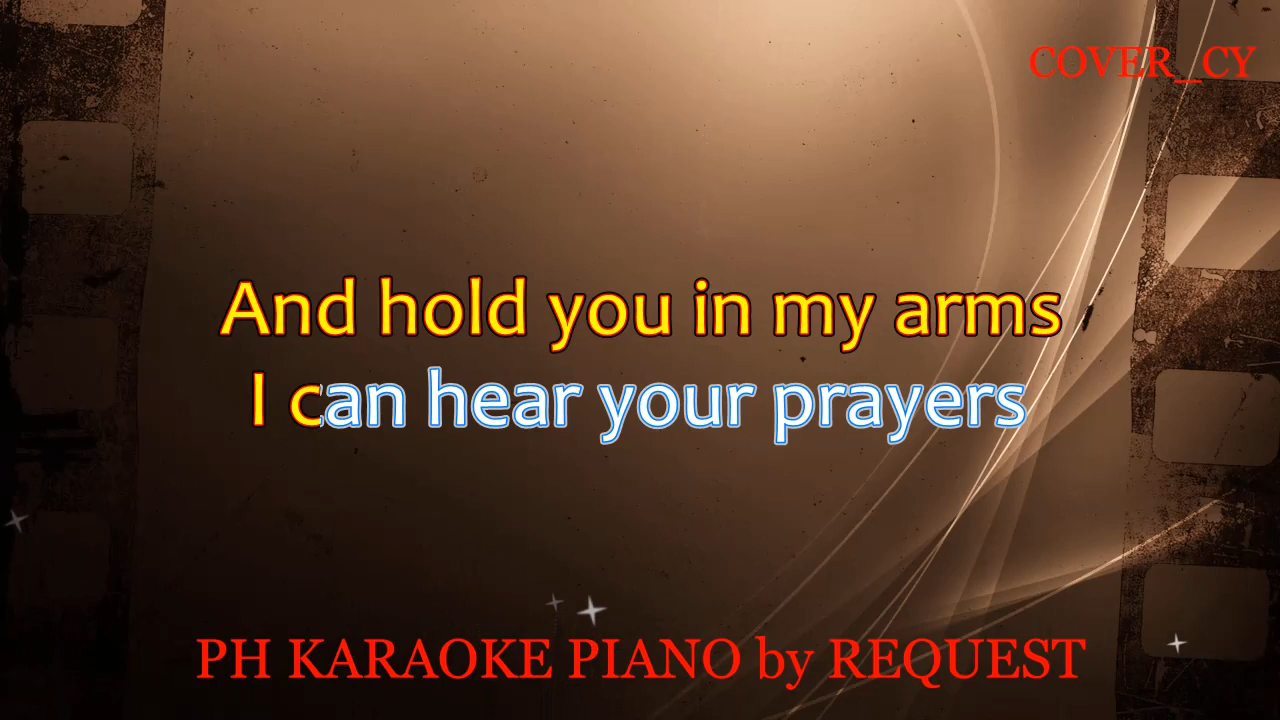 COVER_CY
And hold you in my arms
I can hear your prayers
PH KARAOKE PIANO by REQUEST